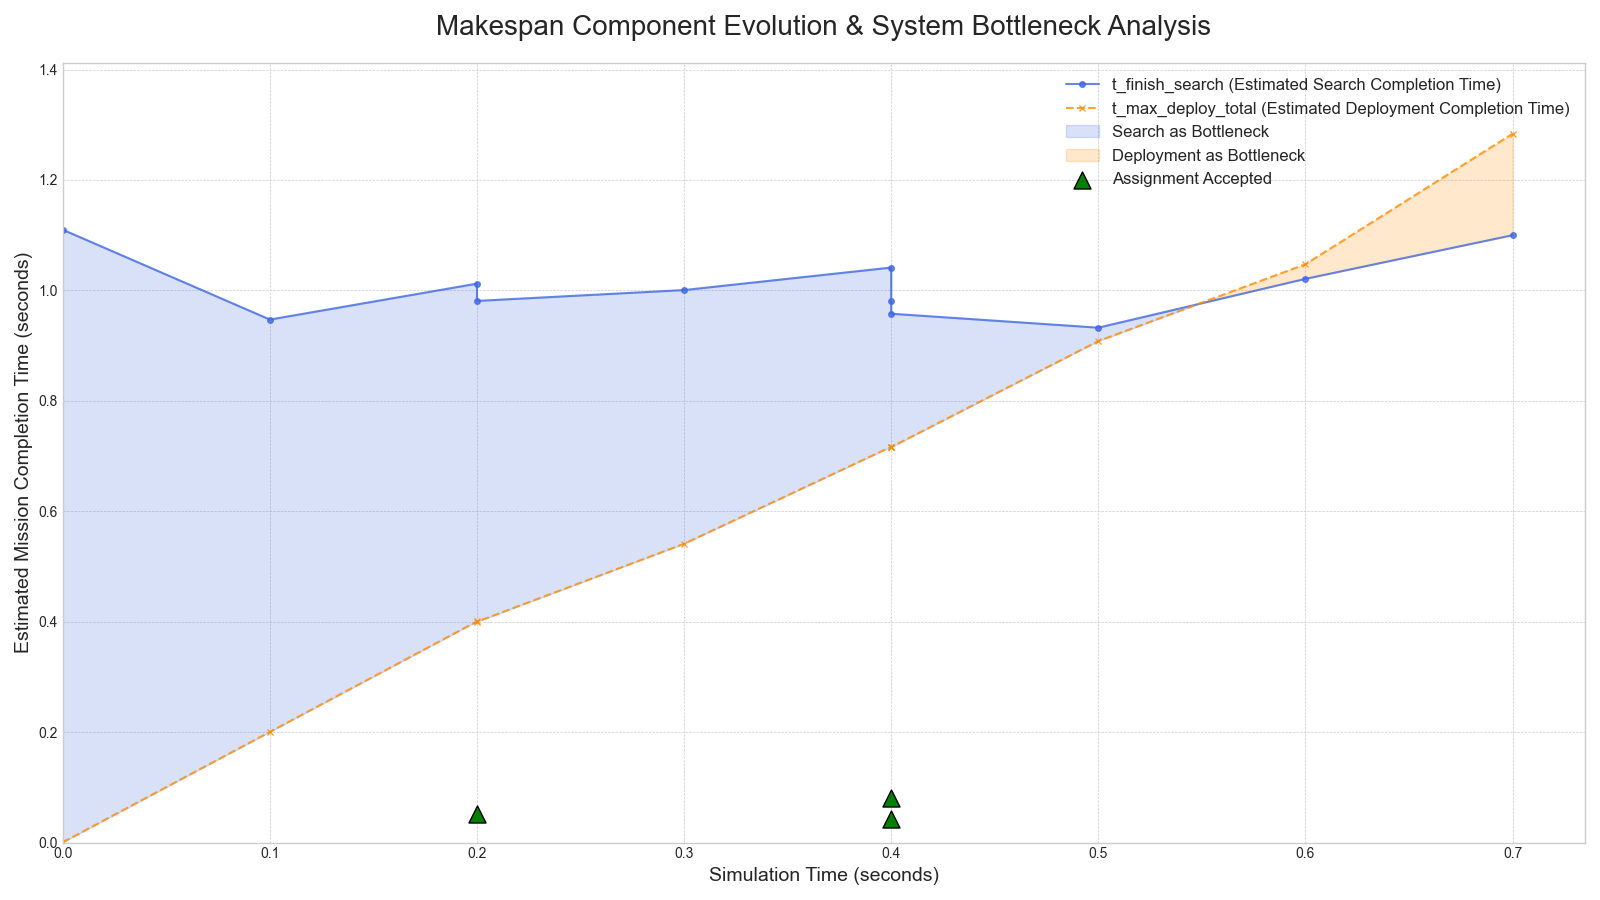 Makespan Component Evolution & System Bottleneck Analysis
t_finish_search (Estimated Search Completion Time)
t_max_deploy_total (Estimated Deployment Completion Time)
Search as Bottleneck
Deployment as Bottleneck
Assignment Accepted
Estimated Mission Completion Time (seconds)
1.4
1.2
1.0
0.8
0.6
0.4
0.2
0.0
0.0 0.1 0.2 0.3 0.4 0.5 0.6 0.7
Simulation Time (seconds)